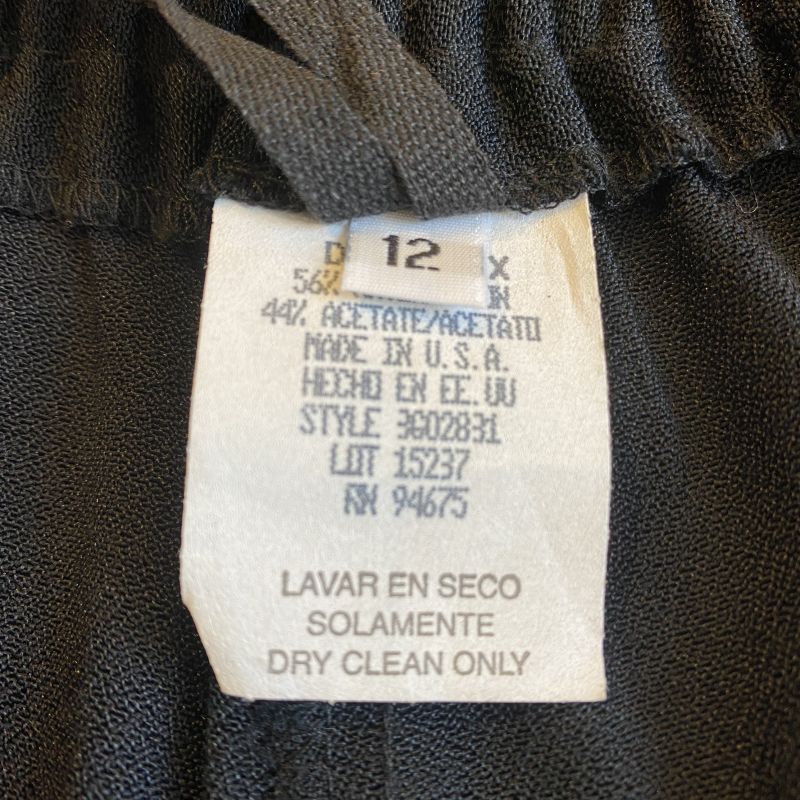 12
56%
44% ACETATE/ACETATO
MADE IN U.S.A.
HECHO EN EE.UU
STYLE 3G02831
LOT 15237
RN 94675
LAVAR EN SECO
SOLAMENTE
DRY CLEAN ONLY